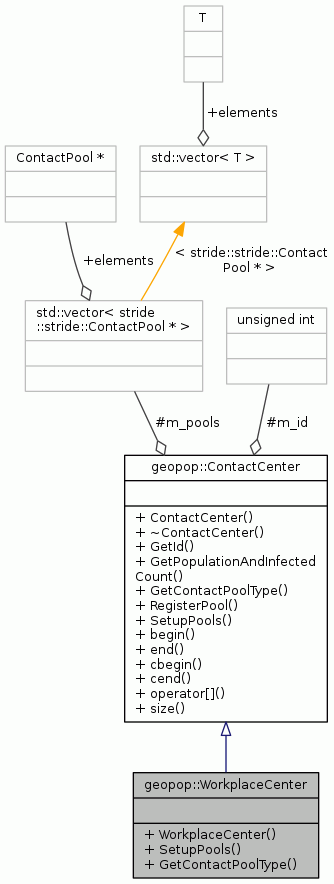 T
+elements
ContactPool *
std::vector< T >
+elements
< stride::stride::Contact
Pool * >
std::vector< stride
::stride::ContactPool * >
unsigned int
#m_pools
#m_id
geopop::ContactCenter
+ ContactCenter()
+ ~ContactCenter()
+ GetId()
+ GetPopulationAndInfected
Count()
+ GetContactPoolType()
+ RegisterPool()
+ SetupPools()
+ begin()
+ end()
+ cbegin()
+ cend()
+ operator[]()
+ size()
geopop::WorkplaceCenter
+ WorkplaceCenter()
+ SetupPools()
+ GetContactPoolType()